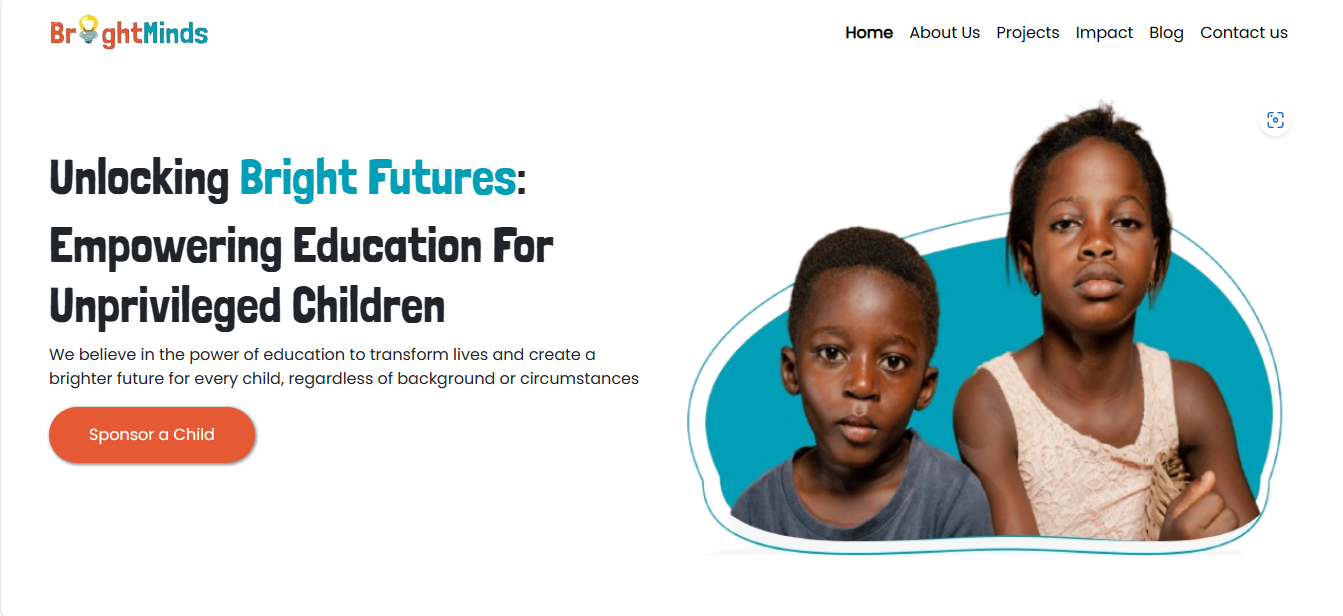 BrightMinds
Home About Us Projects Impact Blog Contact us
Unlocking Bright Futures:
Empowering Education For
Unprivileged Children
We believe in the power of education to transform lives and create a
brighter future for every child, regardless of background or circumstances
Sponsor a Child